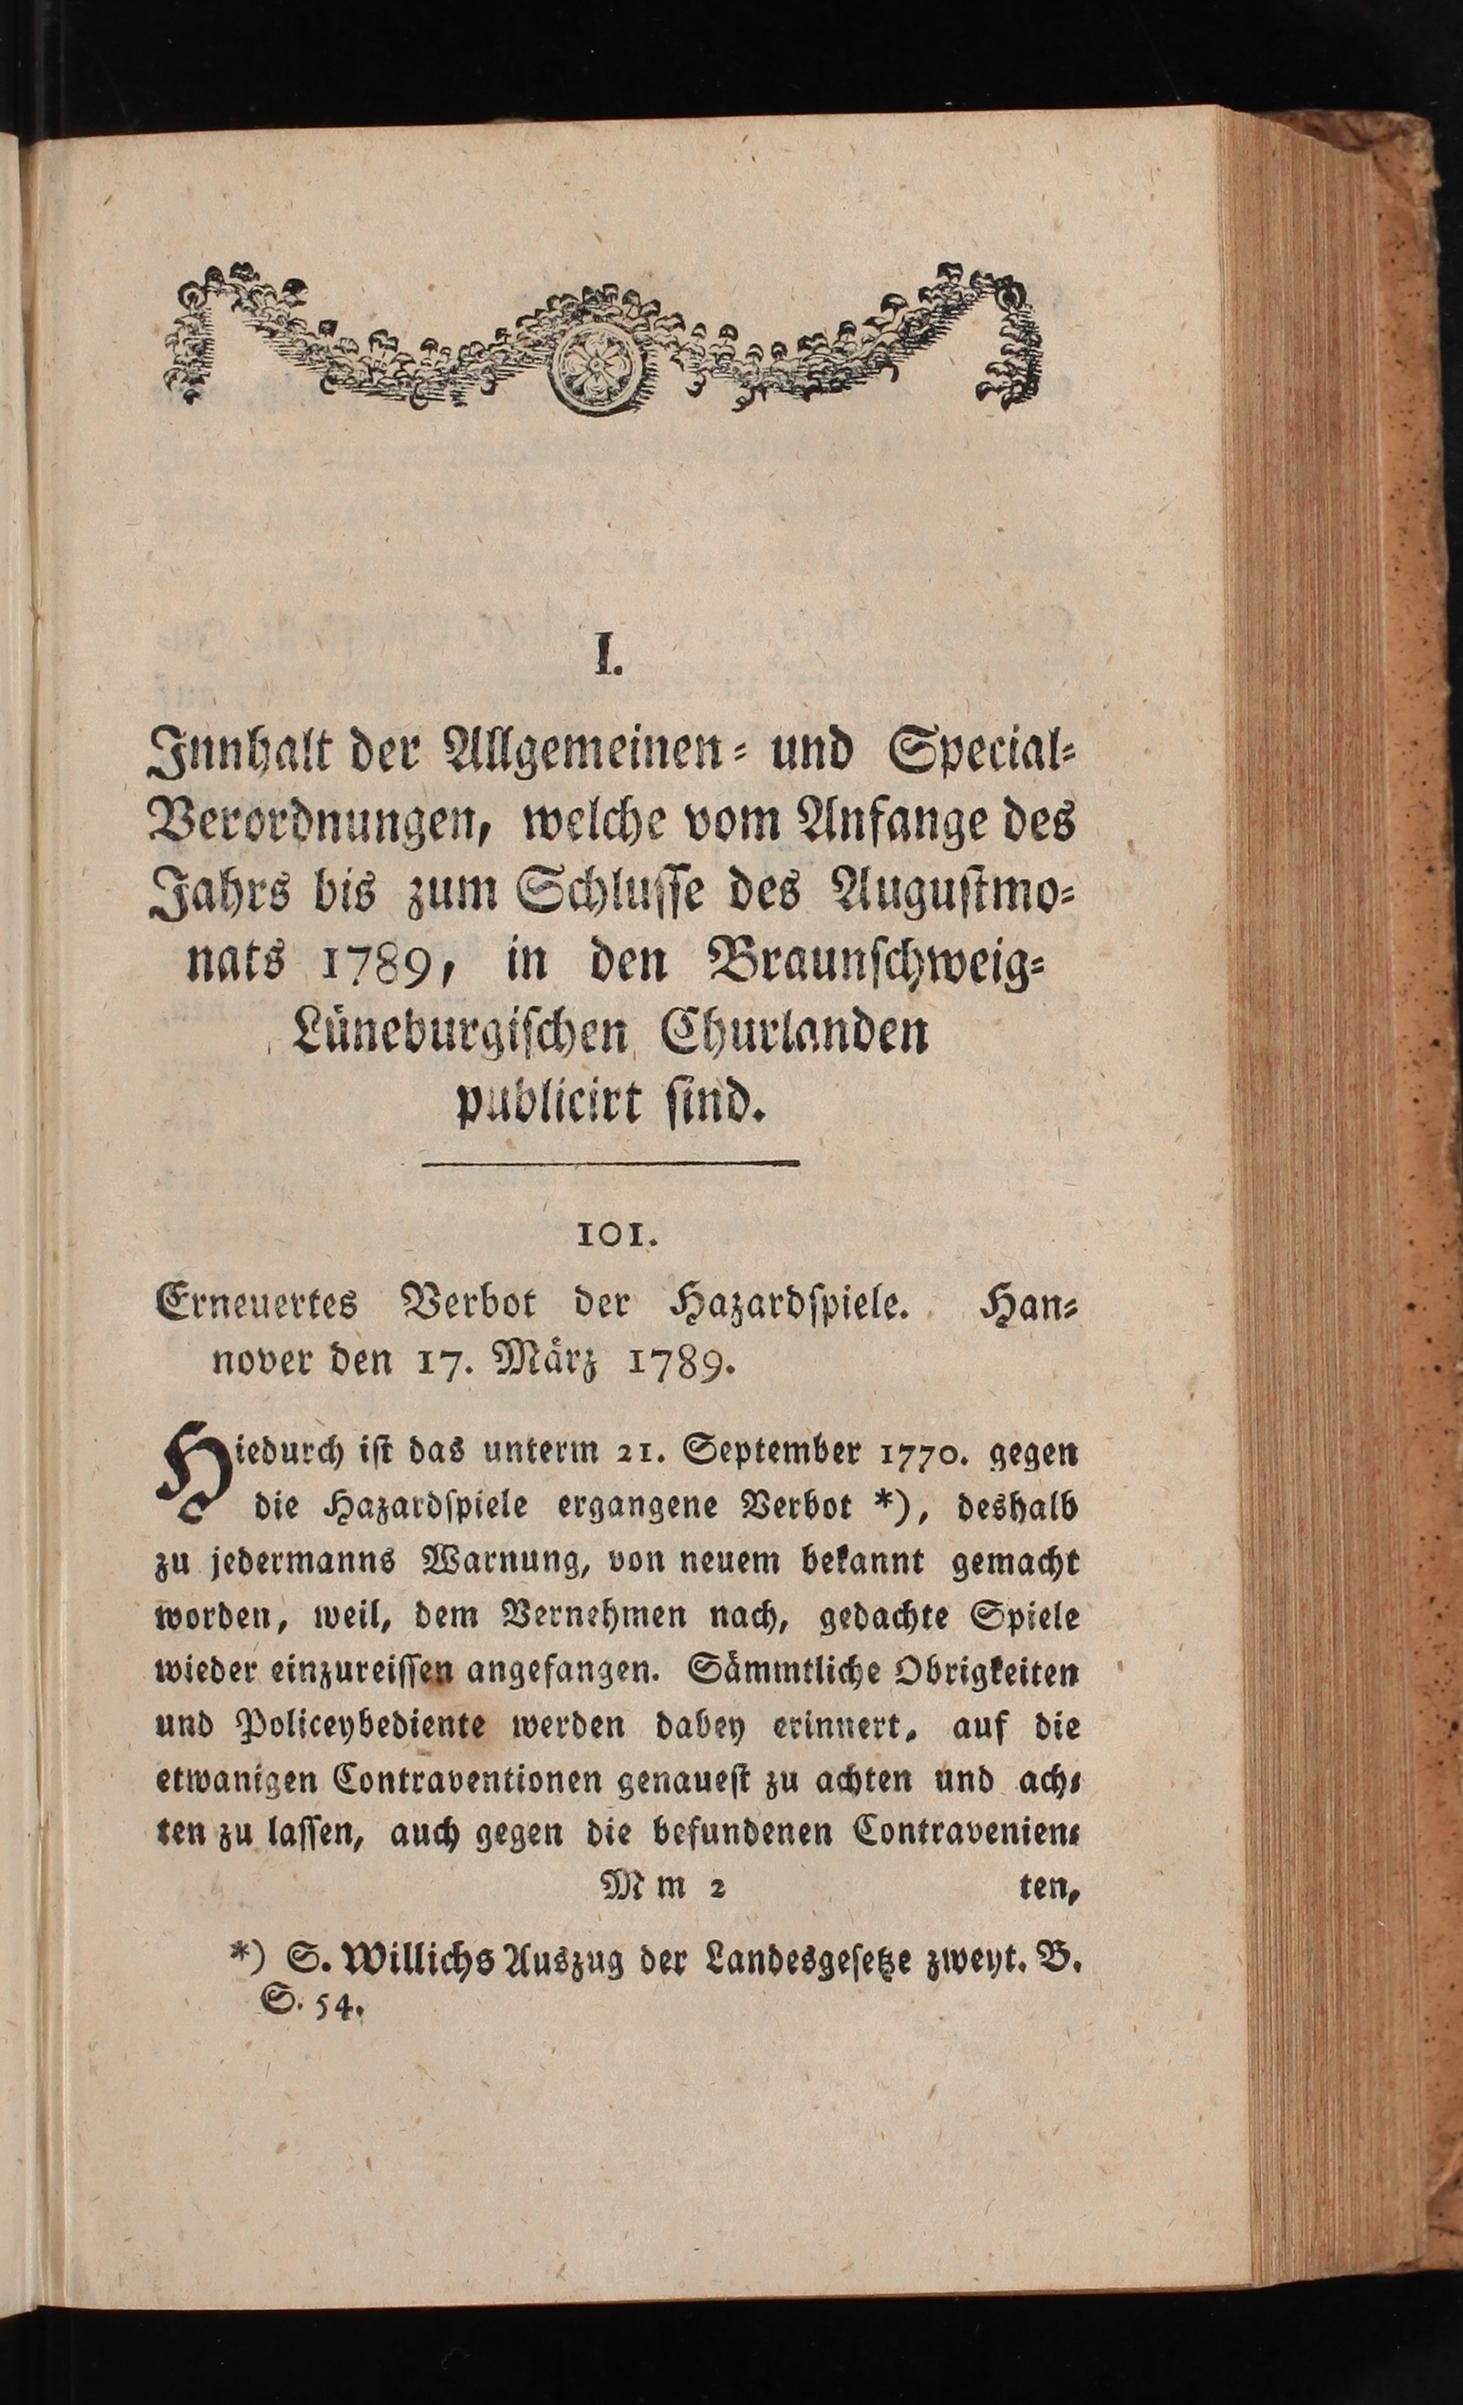 I.
Innhalt der Allgemeinen- und Special-
Verordnungen, welche vom Anfange des
Jahrs bis zum Schlusse des Augustmo-
nats 1789, in den Braunschweig-
Lüneburgischen Churlanden
publicirt sind.
101.
Erneuertes Verbot der Hazardspiele. Han-
nover den 17. März 1789.
Hiedurch ist das unterm 21. September 1770. gegen
die Hazardspiele ergangene Verbot *), deshalb
zu jedermanns Warnung, von neuem bekannt gemacht
worden, weil, dem Vernehmen nach, gedachte Spiele
wieder einzureissen angefangen. Sämmtliche Obrigkeiten
und Policeybediente werden dabey erinnert, auf die
etwanigen Contraventionen genauest zu achten und ach-
ten zu lassen, auch gegen die befundenen Contravenien-
Mm 2 ten,
*) S. Willichs Auszug der Landesgesetze zweyt. B.
S. 54.